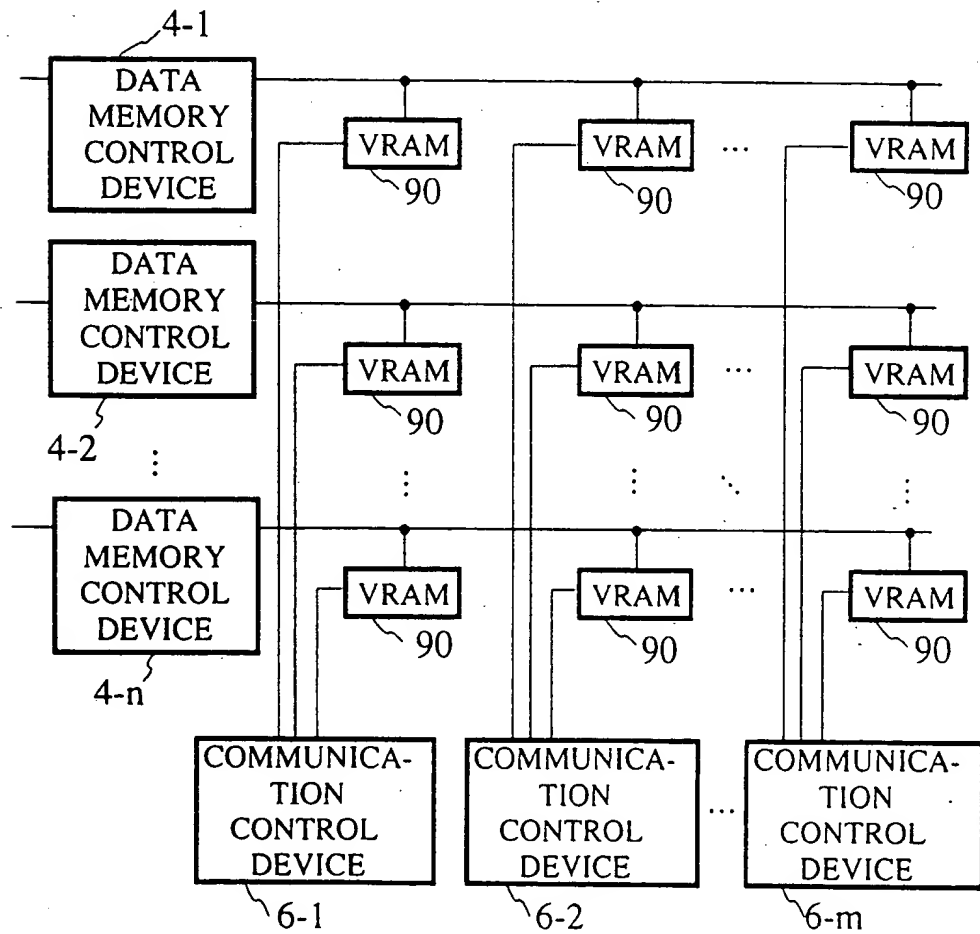 4-1
DATA
MEMORY
CONTROL
DEVICE
VRAM
90
VRAM
90
...
VRAM
90
DATA
MEMORY
CONTROL
DEVICE
4-2
VRAM
90
VRAM
90
...
VRAM
90
DATA
MEMORY
CONTROL
DEVICE
4-n
VRAM
90
VRAM
90
...
VRAM
90
COMMUNICA-
TION
CONTROL
DEVICE
6-1
COMMUNICA-
TION
CONTROL
DEVICE
6-2
...
COMMUNICA-
TION
CONTROL
DEVICE
6-m